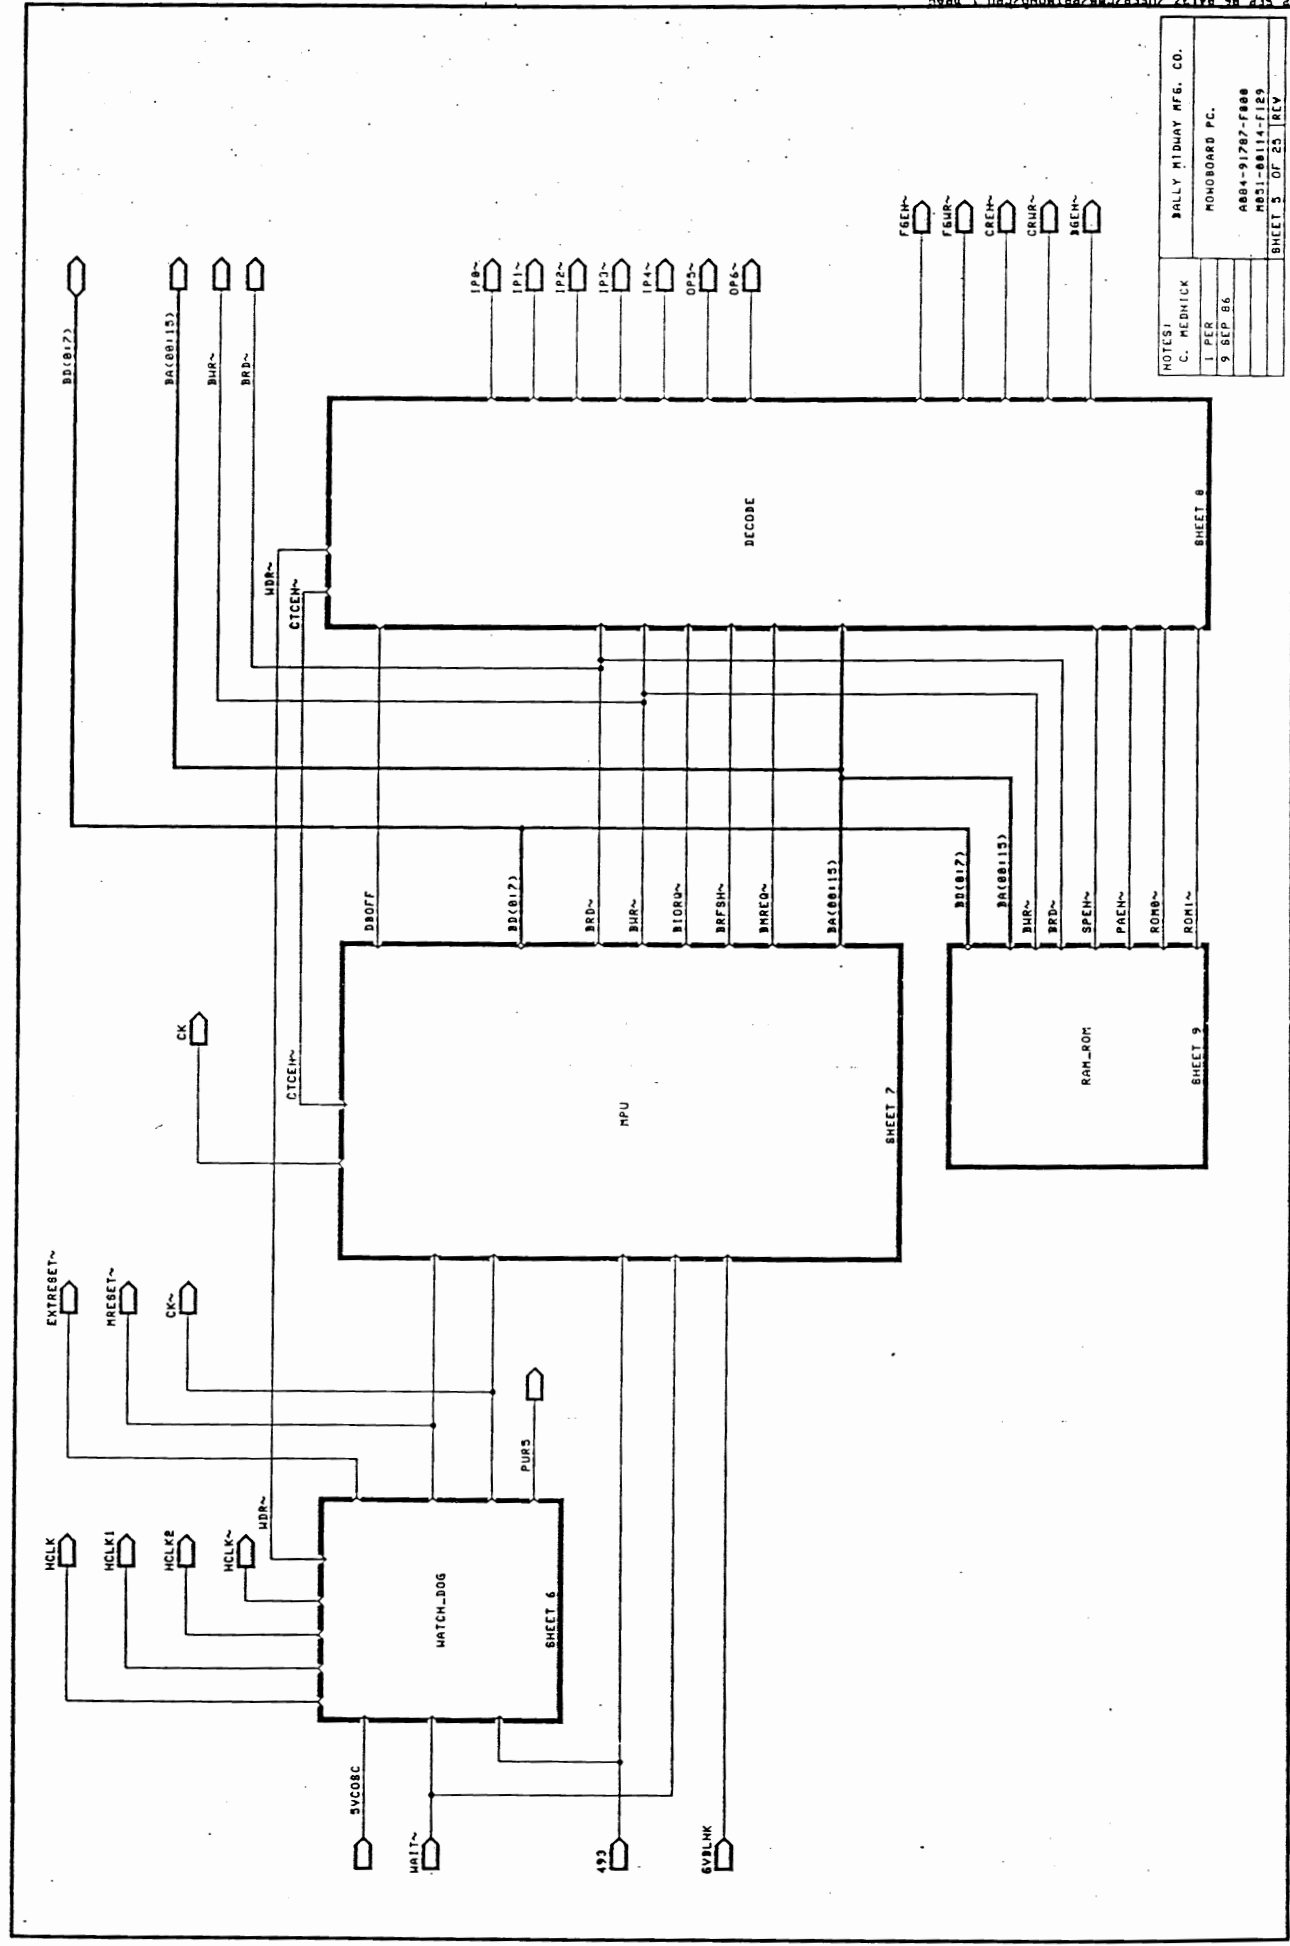 HCLK
HCLK1
HCLK2
HCLK~
WDR~
EXTRESET~
MRESET~
CK~
PUR5
5VCOSC
WAIT~
493
6VBLNK
WATCH_DOG
SHEET 6
CK
CTCEN~
MPU
SHEET 7
DBOFF
BD(0:7)
BRD~
BWR~
BIORQ~
BRFSH~
BMREQ~
BA(00:15)
BD(0:7)
BA(00:15)
BWR~
BRD~
SPEN~
PAEN~
ROM0~
ROM1~
RAM_ROM
SHEET 9
WDR~
CTCEN~
DECODE
SHEET 8
BD(0:7)
BA(00:15)
BWR~
BRD~
IP0~
IP1~
IP2~
IP3~
IP4~
OP5~
OP6~
FGEN~
FGWR~
CREN~
CRWR~
BGEN~
NOTES:
C. MEDNICK
1 PER
9 SEP 86
BALLY MIDWAY MFG. CO.
MONOBOARD PC.
A084-91787-F000
M051-00114-F129
SHEET 5 OF 25 REV